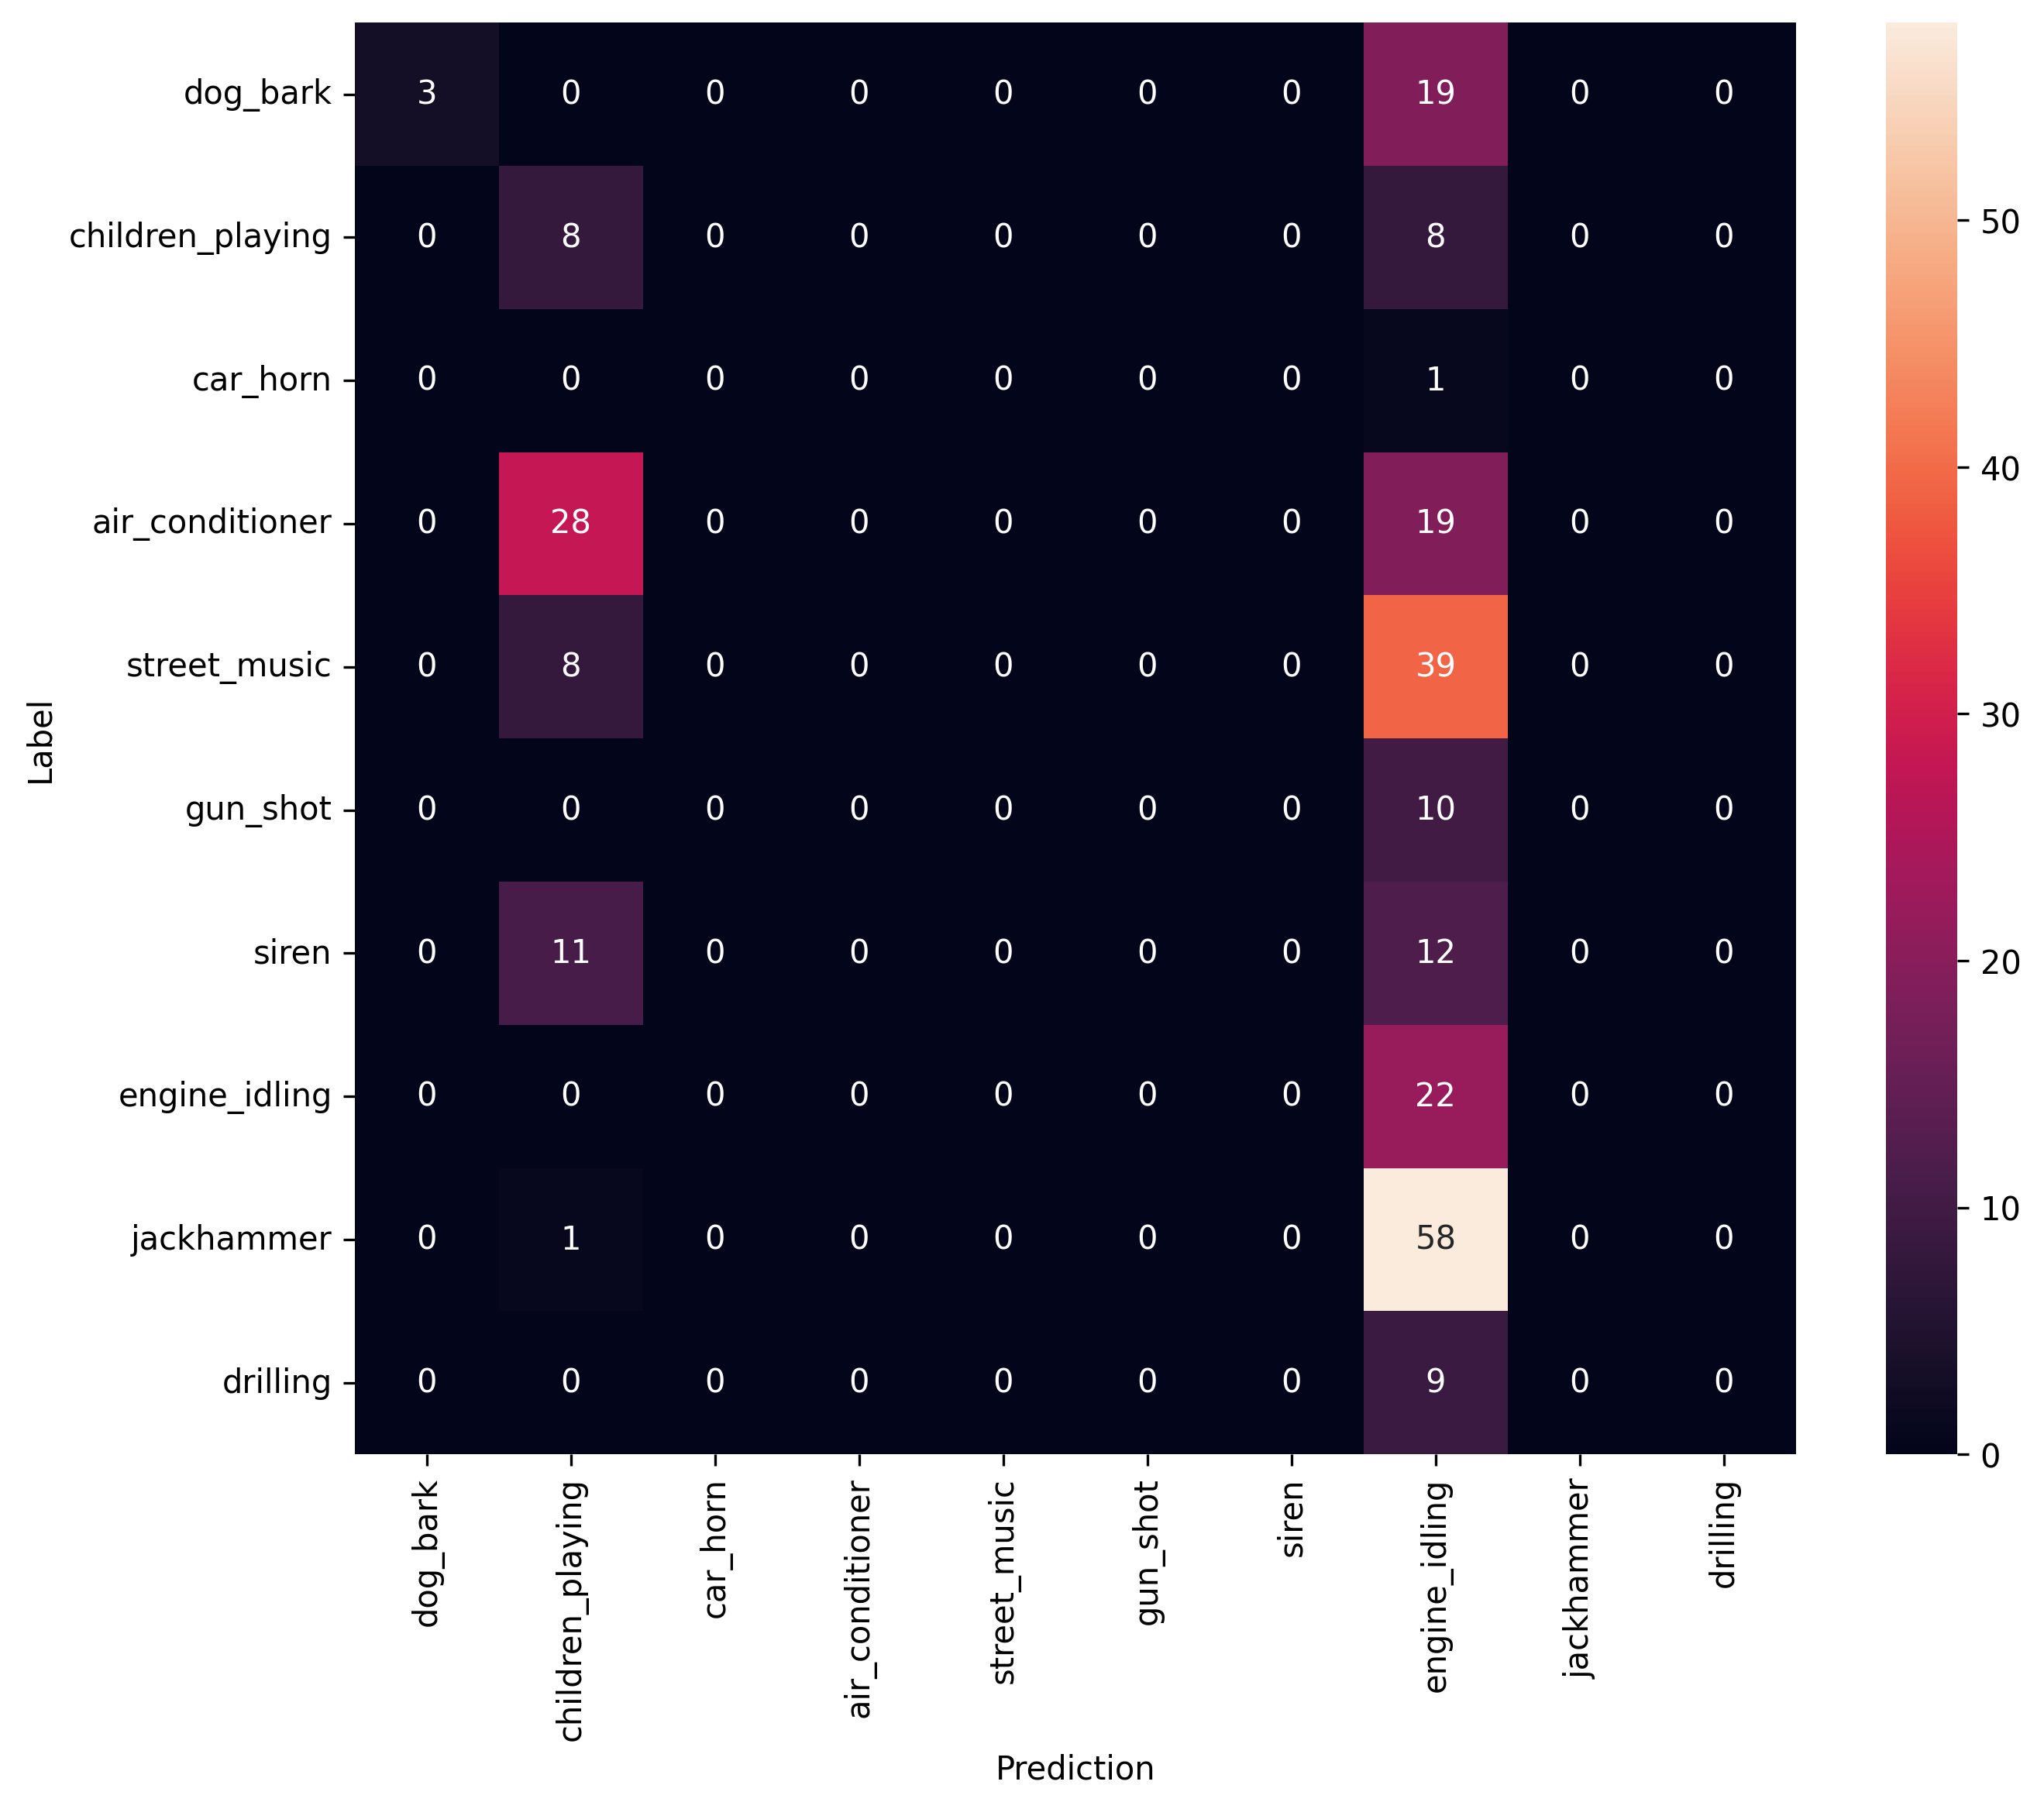 dog_bark 3 0 0 0 0 0 0 19 0 0
children_playing 0 8 0 0 0 0 0 8 0 0
car_horn 0 0 0 0 0 0 0 1 0 0
air_conditioner 0 28 0 0 0 0 0 19 0 0
street_music 0 8 0 0 0 0 0 39 0 0
gun_shot 0 0 0 0 0 0 0 10 0 0
siren 0 11 0 0 0 0 0 12 0 0
engine_idling 0 0 0 0 0 0 0 22 0 0
jackhammer 0 1 0 0 0 0 0 58 0 0
drilling 0 0 0 0 0 0 0 9 0 0
Label
dog_bark
children_playing
car_horn
air_conditioner
street_music
gun_shot
siren
engine_idling
jackhammer
drilling
Prediction
50
40
30
20
10
0